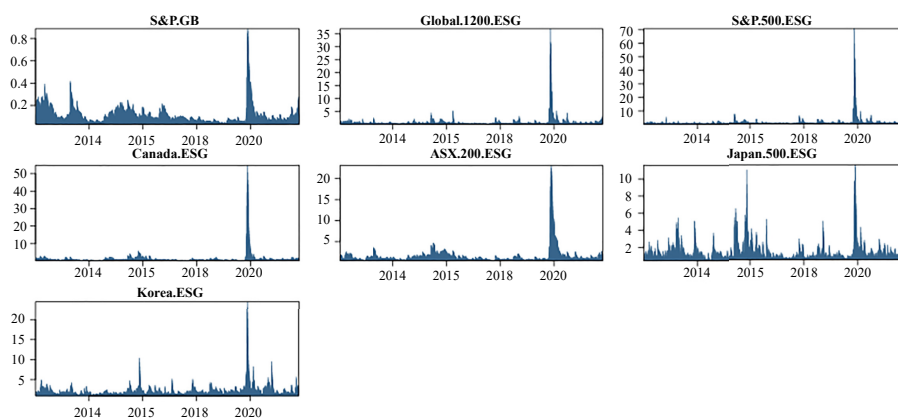 S&P.GB Global.1200.ESG S&P.500.ESG
0.8 0.6 0.4 0.2
35 30 25 20 15 10 5
70 60 50 40 30 20 10
2014 2015 2018 2020 2014 2015 2018 2020 2014 2015 2018 2020
Canada.ESG ASX.200.ESG Japan.500.ESG
50 40 30 20 10
20 15 10 5
10 8 6 4 2
2014 2015 2018 2020 2014 2015 2018 2020 2014 2015 2018 2020
Korea.ESG
20 15 10 5
2014 2015 2018 2020